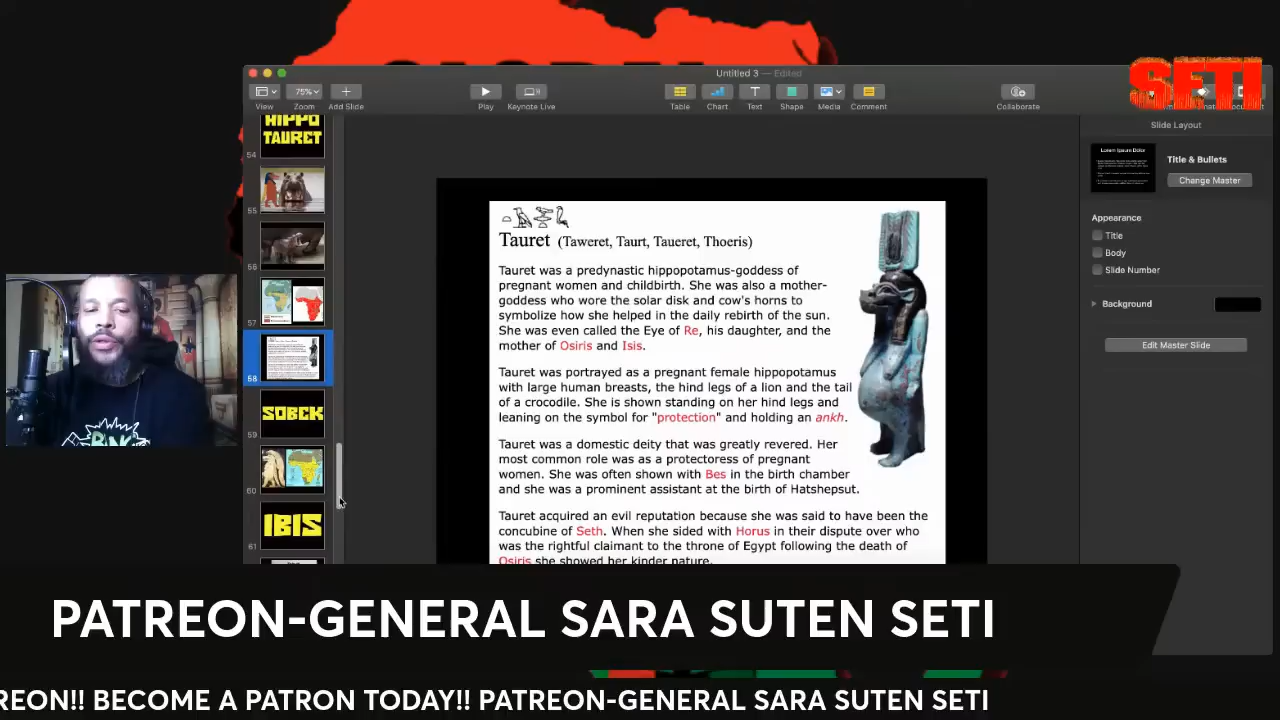 SETI
Untitled 3 — Edited
View
75%
Zoom
Add Slide
Play
Keynote Live
Table
Chart
Text
Shape
Media
Comment
Collaborate
Slide Layout
Title & Bullets
Change Master
Appearance
Title
Body
Slide Number
Background
Edit Master Slide
HIPPO
TAURET
54
55
56
57
58
SOBEK
59
60
IBIS
61
Tauret (Taweret, Taurt, Taueret, Thoeris)
Tauret was a predynastic hippopotamus-goddess of
pregnant women and childbirth. She was also a mother-
goddess who wore the solar disk and cow's horns to
symbolize how she helped in the daily rebirth of the sun.
She was even called the Eye of Re, his daughter, and the
mother of Osiris and Isis.
Tauret was portrayed as a pregnant female hippopotamus
with large human breasts, the hind legs of a lion and the tail
of a crocodile. She is shown standing on her hind legs and
leaning on the symbol for "protection" and holding an ankh.
Tauret was a domestic deity that was greatly revered. Her
most common role was as a protectoress of pregnant
women. She was often shown with Bes in the birth chamber
and she was a prominent assistant at the birth of Hatshepsut.
Tauret acquired an evil reputation because she was said to have been the
concubine of Seth. When she sided with Horus in their dispute over who
was the rightful claimant to the throne of Egypt following the death of
Osiris she showed her kinder nature.
PATREON-GENERAL SARA SUTEN SETI
REON!! BECOME A PATRON TODAY!! PATREON-GENERAL SARA SUTEN SETI